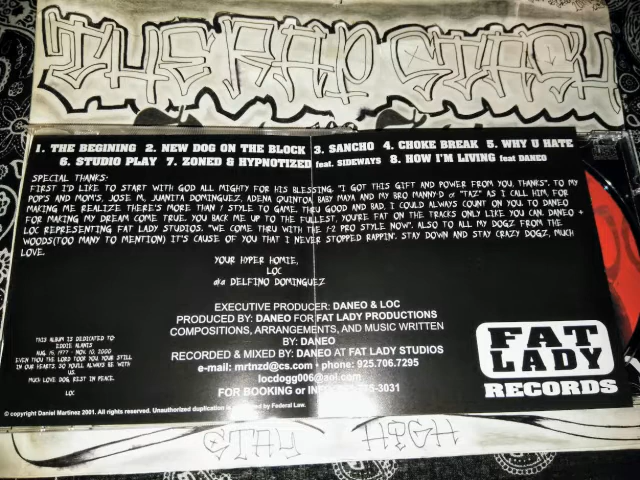 THE RAP STASH
1. THE BEGINING 2. NEW DOG ON THE BLOCK 3. SANCHO 4. CHOKE BREAK 5. WHY U HATE
6. STUDIO PLAY 7. ZONED & HYPNOTIZED feat. SIDEWAYS 8. HOW I'M LIVING feat DANEO
SPECIAL THANKS:
FIRST I'D LIKE TO START WITH GOD ALL MIGHTY FOR HIS BLESSING. "I GOT THIS GIFT AND POWER FROM YOU, THANKS". TO MY
POP'S AND MOM'S, JOSE M, JUANITA DOMINGUEZ, ADENA QUINTOA, BABY MAYA AND MY BRO MANNY-D or "TAZ" AS I CALL HIM, FOR
MAKING ME REALIZE THERE'S MORE THAN 1 STYLE TO GAME. THRU GOOD AND BAD, I COULD ALWAYS COUNT ON YOU. TO DANEO
FOR MAKING MY DREAM COME TRUE. YOU BACK ME UP TO THE FULLEST, YOU'RE FAT ON THE TRACKS ONLY LIKE YOU CAN. DANEO +
LOC REPRESENTING FAT LADY STUDIOS. "WE COME THRU WITH THE 1-2 PRO STYLE NOW". ALSO TO ALL MY DOGZ FROM THE
WOODS(TOO MANY TO MENTION) IT'S CAUSE OF YOU THAT I NEVER STOPPED RAPPIN'. STAY DOWN AND STAY CRAZY DOGZ, MUCH
LOVE.
YOUR HYPER HOMIE,
LOC
a/k/a DELFINO DOMINGUEZ
EXECUTIVE PRODUCER: DANEO & LOC
PRODUCED BY: DANEO FOR FAT LADY PRODUCTIONS
COMPOSITIONS, ARRANGEMENTS, AND MUSIC WRITTEN
BY: DANEO
RECORDED & MIXED BY: DANEO AT FAT LADY STUDIOS
e-mail: mrtnzd@cs.com • phone: 925.706.7295
locdogg006@aol.com
FOR BOOKING or INFO 3031
THIS ALBUM IS DEDICATED TO:
EDDIE ALANIS
AUG. 16, 1977 - NOV. 10, 2000
EVEN THOU THE LORD TOOK YOU YOUR STILL
IN OUR HEARTS, SO YOU'LL ALWAYS BE WITH
US.
MUCH LOVE DOG, REST IN PEACE.
LOC
© copyright Daniel Martinez 2001. All rights reserved. Unauthorized duplication is prohibited by Federal Law.
FAT
LADY
RECORDS
STAY HIGH